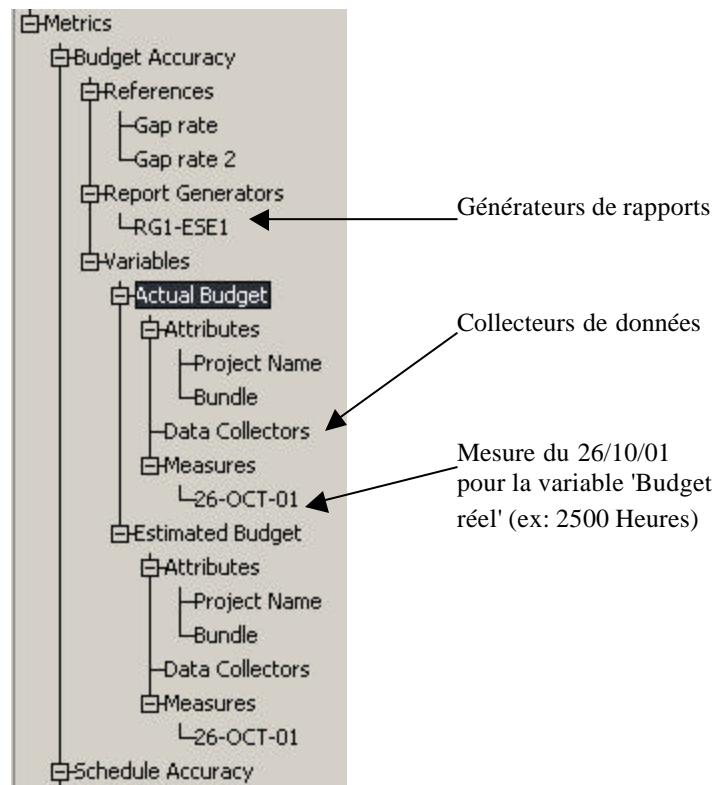 Metrics
Budget Accuracy
References
Gap rate
Gap rate 2
Report Generators
RG1-ESE1
Variables
Actual Budget
Attributes
Project Name
Bundle
Data Collectors
Measures
26-OCT-01
Estimated Budget
Attributes
Project Name
Bundle
Data Collectors
Measures
26-OCT-01
Schedule Accuracy
Générateurs de rapports
Collecteurs de données
Mesure du 26/10/01
pour la variable 'Budget
réel' (ex: 2500 Heures)